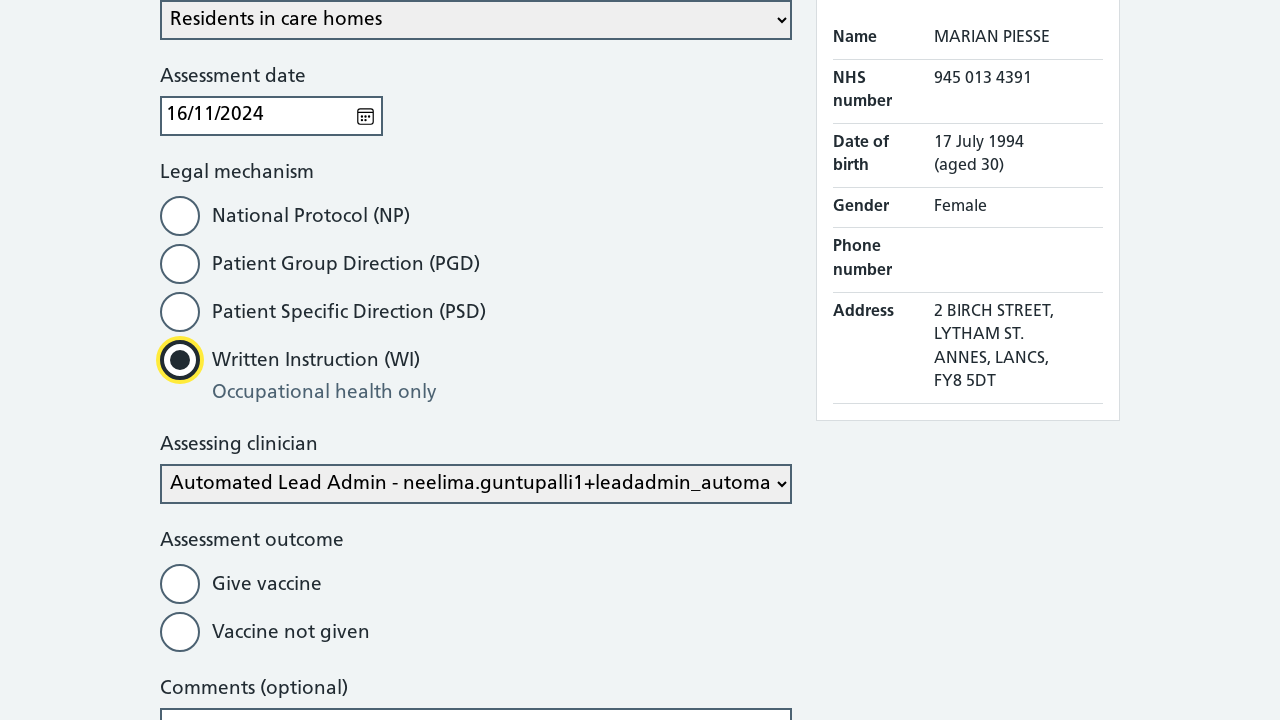 Residents in care homes
Assessment date
16/11/2024
Legal mechanism
National Protocol (NP)
Patient Group Direction (PGD)
Patient Specific Direction (PSD)
Written Instruction (WI)
Occupational health only
Assessing clinician
Automated Lead Admin - neelima.guntupalli1+leadadmin_automa
Assessment outcome
Give vaccine
Vaccine not given
Comments (optional)
Name MARIAN PIESSE
NHS 945 013 4391
number
Date of 17 July 1994
birth (aged 30)
Gender Female
Phone
number
Address 2 BIRCH STREET,
LYTHAM ST.
ANNES, LANCS,
FY8 5DT